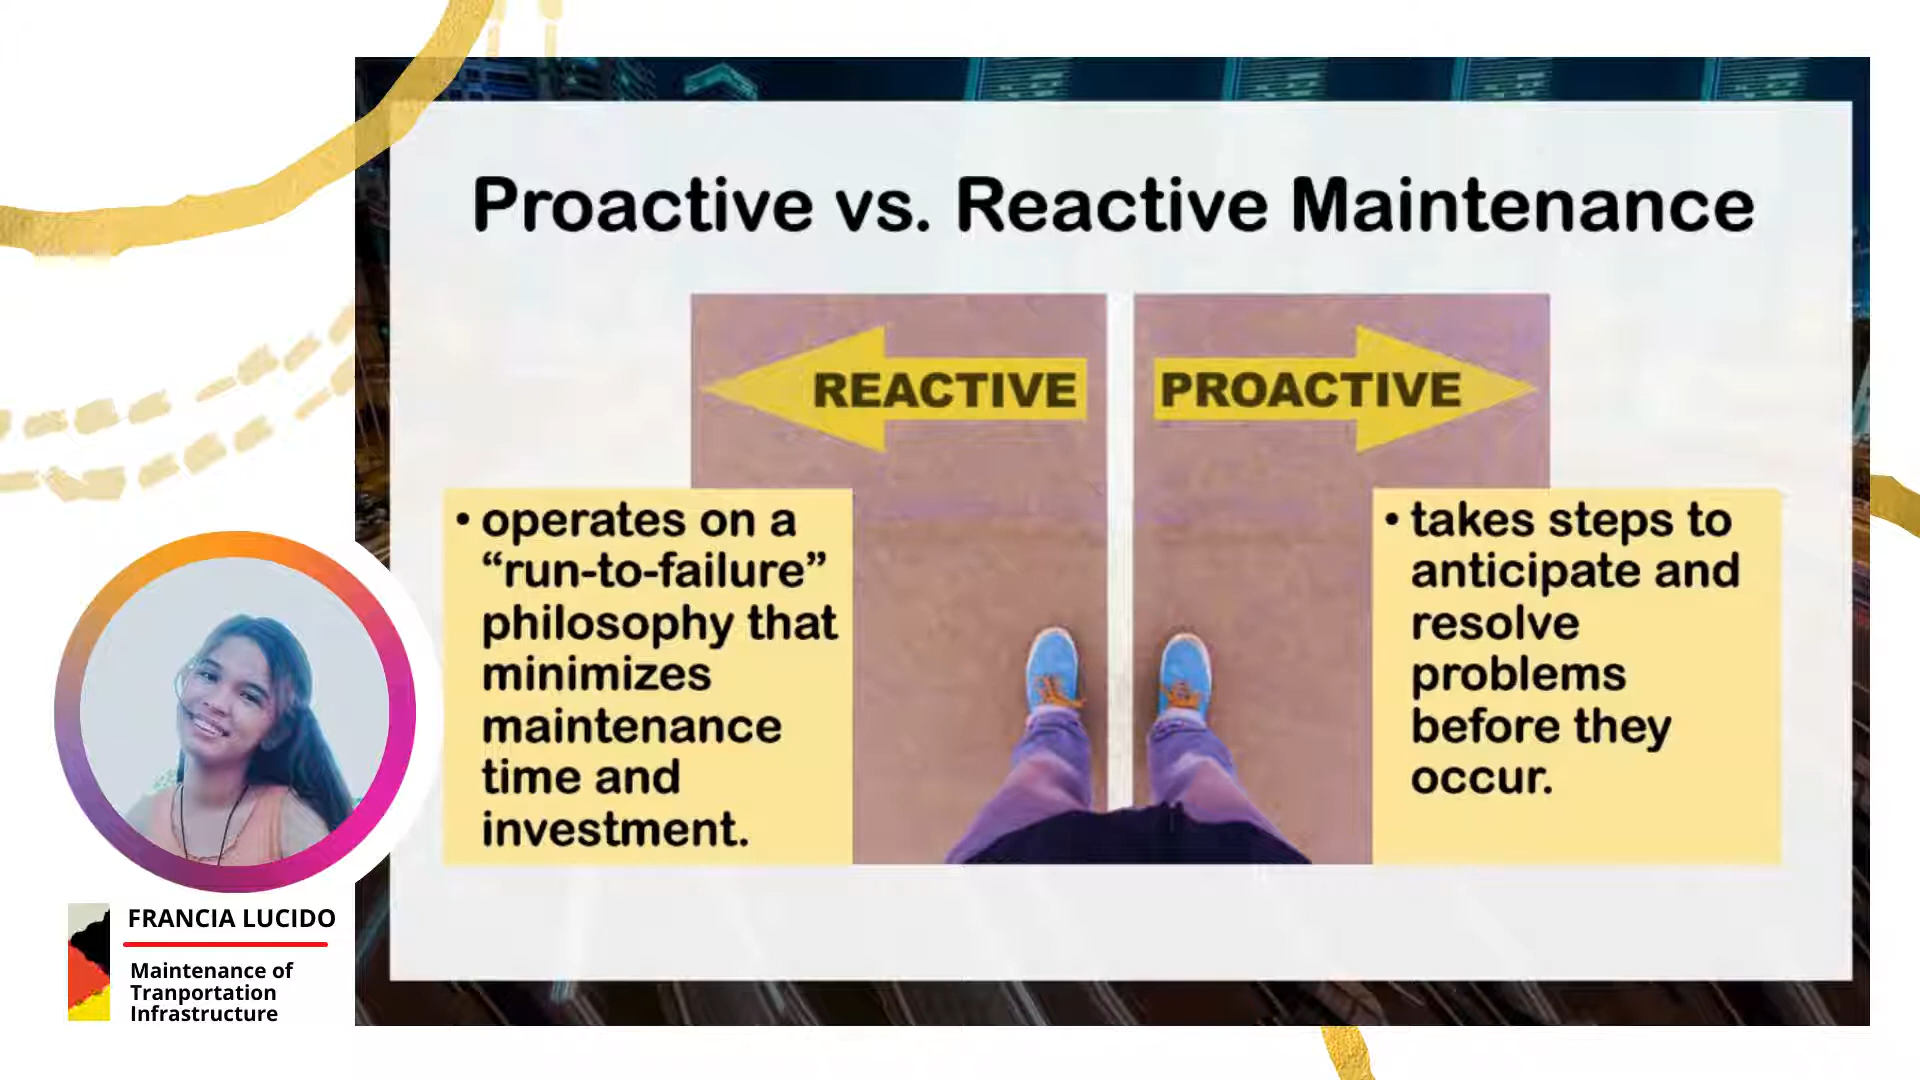 Proactive vs. Reactive Maintenance
REACTIVE
PROACTIVE
• operates on a
“run-to-failure”
philosophy that
minimizes
maintenance
time and
investment.
• takes steps to
anticipate and
resolve
problems
before they
occur.
FRANCIA LUCIDO
Maintenance of
Tranportation
Infrastructure